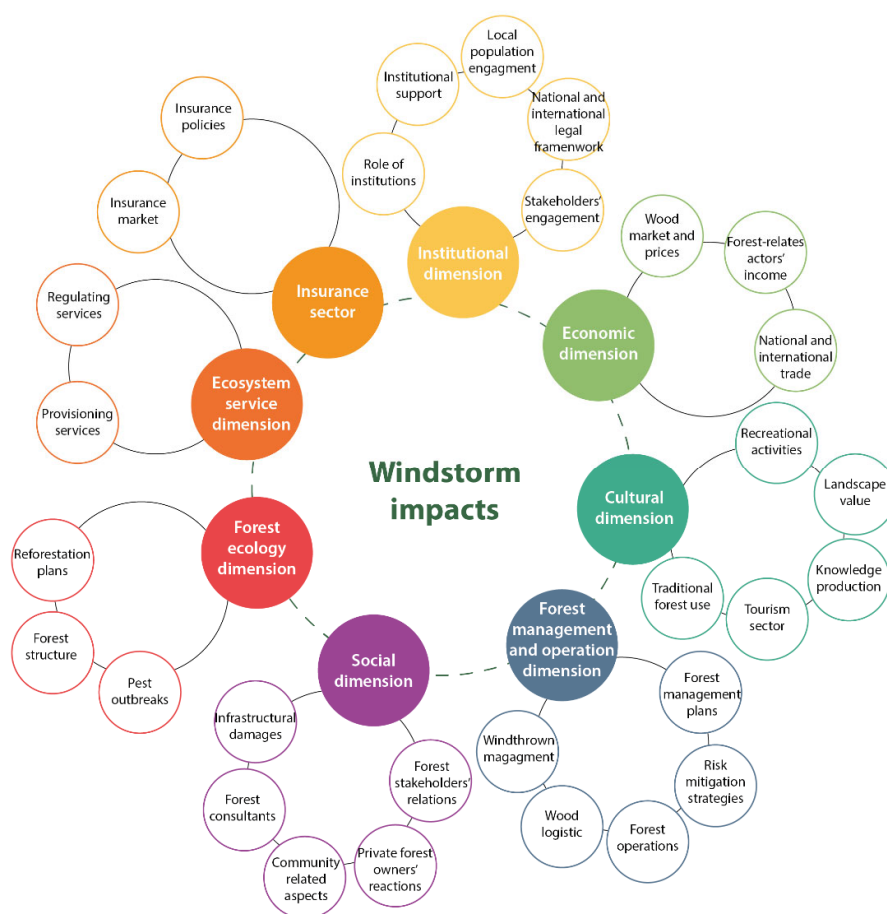 Local
population
engagment
Institutional
support
National and
international
legal
framenwork
Role of
institutions
Stakeholders'
engagement
Institutional
dimension
Insurance
policies
Insurance
market
Insurance
sector
Wood
market and
prices
Forest-relates
actors'
income
National and
international
trade
Economic
dimension
Regulating
services
Provisioning
services
Ecosystem
service
dimension
Windstorm
impacts
Recreational
activities
Landscape
value
Knowledge
production
Tourism
sector
Traditional
forest use
Cultural
dimension
Forest
ecology
dimension
Reforestation
plans
Forest
structure
Pest
outbreaks
Forest
management
and operation
dimension
Forest
management
plans
Risk
mitigation
strategies
Forest
operations
Wood
logistic
Windthrown
magagment
Social
dimension
Infrastructural
damages
Forest
consultants
Community
related
aspects
Private forest
owners'
reactions
Forest
stakeholders'
relations